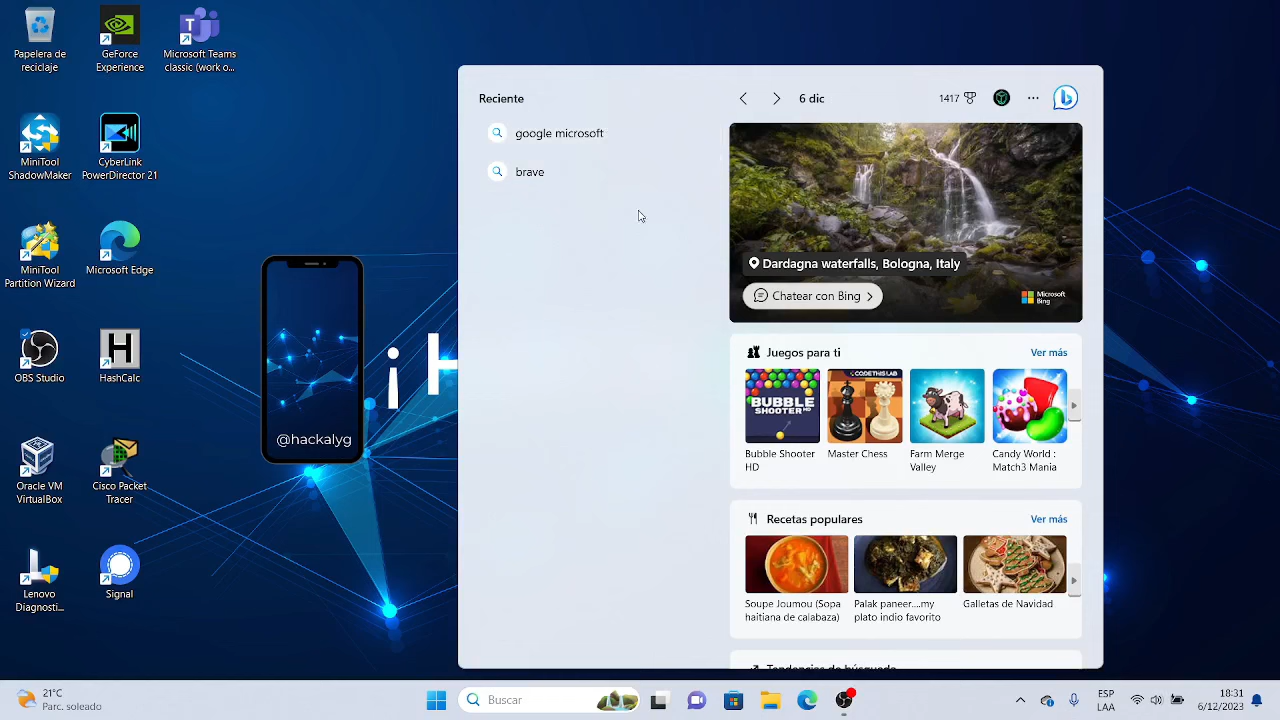 Papelera de
reciclaje
GeForce
Experience
Microsoft Teams
classic (work o...
MiniTool
ShadowMaker
CyberLink
PowerDirector 21
MiniTool
Partition Wizard
Microsoft Edge
OBS Studio
HashCalc
Oracle VM
VirtualBox
Cisco Packet
Tracer
Lenovo
Diagnósti...
Signal
@hackalyg
i H
Reciente
google microsoft
brave
6 dic
1417
Dardagna waterfalls, Bologna, Italy
Chatear con Bing
Microsoft
Bing
Juegos para ti
Ver más
BUBBLE
SHOOTER HD
CODETHISLAB
Bubble Shooter
HD
Master Chess
Farm Merge
Valley
Candy World :
Match3 Mania
Recetas populares
Ver más
Soupe Joumou (Sopa
haitiana de calabaza)
Palak paneer....my
plato indio favorito
Galletas de Navidad
Tendencias de búsqueda
21°C
Parc. soleado
Buscar
ESP
LAA
6/12/2023